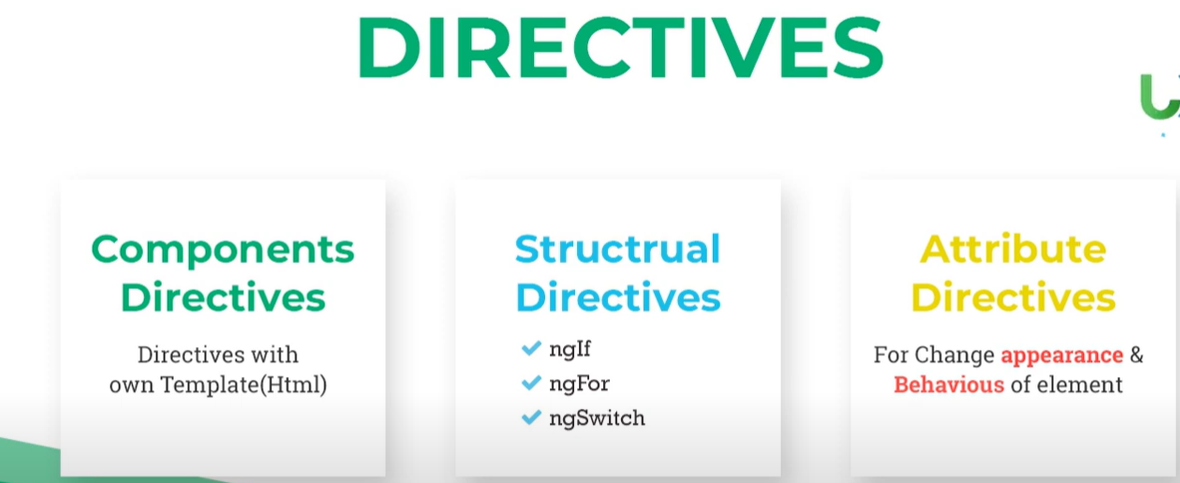 DIRECTIVES
Components
Directives
Directives with
own Template(Html)
Structrual
Directives
ngIf
ngFor
ngSwitch
Attribute
Directives
For Change appearance &
Behavious of element